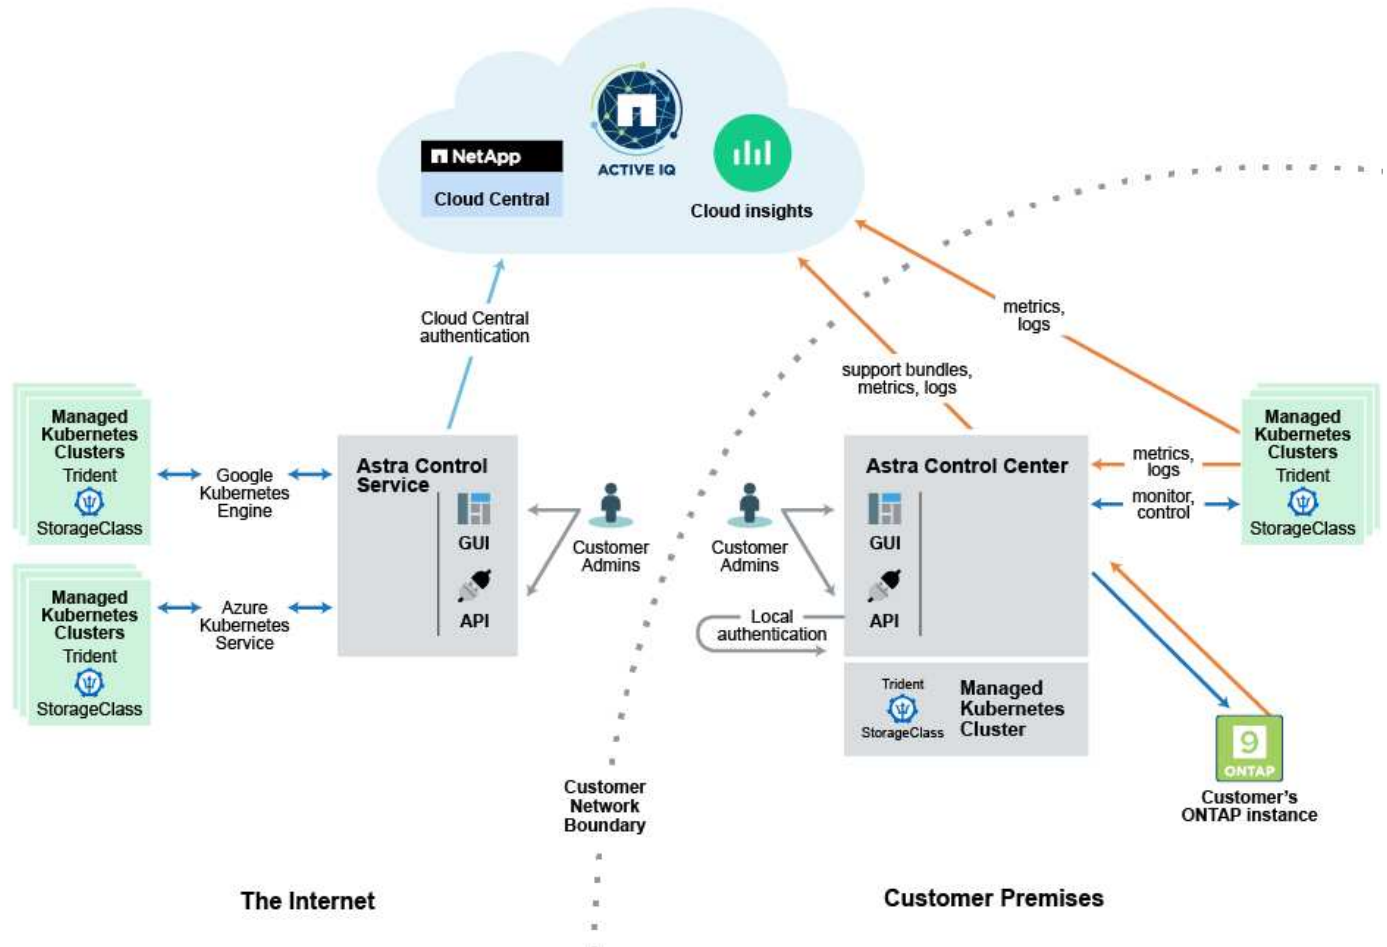 ACTIVE IQ
NetApp
Cloud Central
Cloud insights
Cloud Central
authentication
metrics,
logs
support bundles,
metrics, logs
Managed
Kubernetes
Clusters
Trident
StorageClass
Google
Kubernetes
Engine
Astra Control
Service
GUI
API
Customer
Admins
Managed
Kubernetes
Clusters
Trident
StorageClass
Azure
Kubernetes
Service
Customer
Admins
Astra Control Center
GUI
API
Local
authentication
Trident
StorageClass
Managed
Kubernetes
Cluster
metrics,
logs
monitor,
control
Managed
Kubernetes
Clusters
Trident
StorageClass
9
ONTAP
Customer's
ONTAP instance
Customer
Network
Boundary
The Internet
Customer Premises